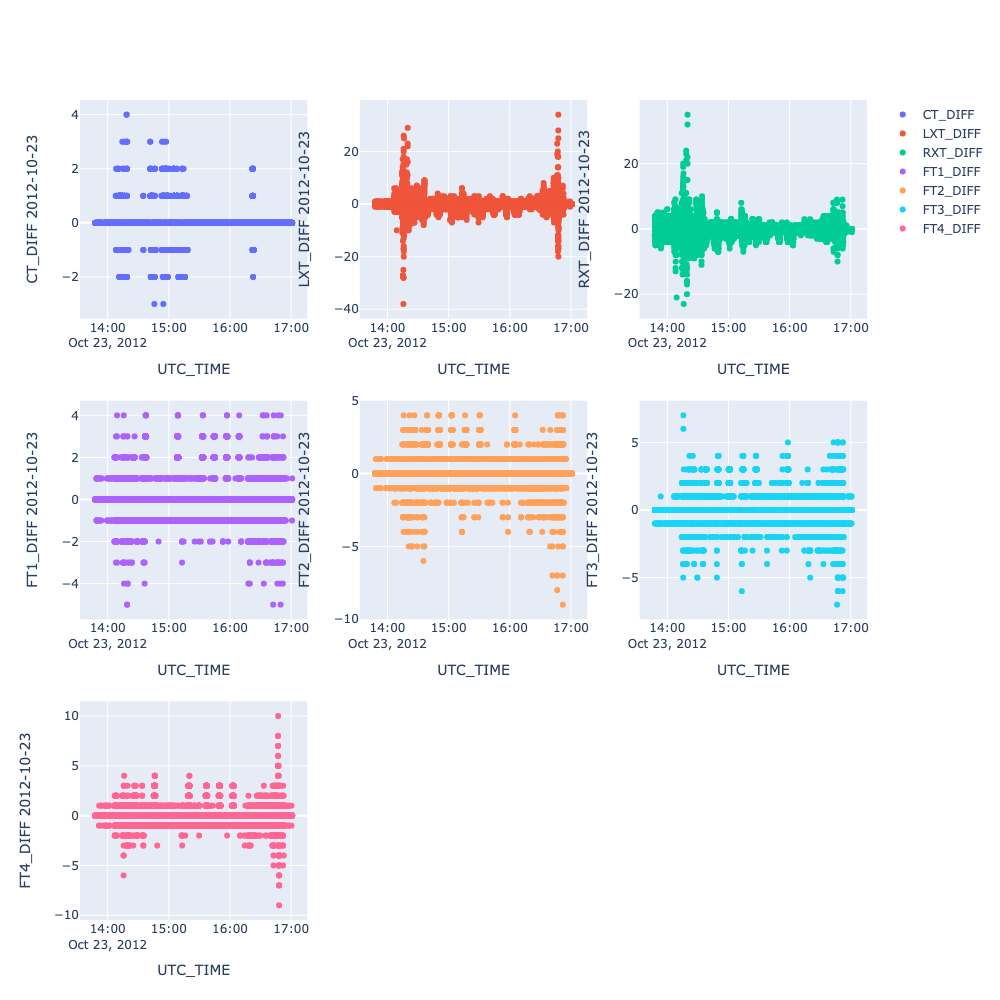 CT_DIFF 2012-10-23
4
2
0
−2
14:00 15:00 16:00 17:00
Oct 23, 2012
UTC_TIME
LXT_DIFF 2012-10-23
20
0
−20
−40
14:00 15:00 16:00 17:00
Oct 23, 2012
UTC_TIME
RXT_DIFF 2012-10-23
20
0
−20
14:00 15:00 16:00 17:00
Oct 23, 2012
UTC_TIME
CT_DIFF
LXT_DIFF
RXT_DIFF
FT1_DIFF
FT2_DIFF
FT3_DIFF
FT4_DIFF
FT1_DIFF 2012-10-23
4
2
0
−2
−4
14:00 15:00 16:00 17:00
Oct 23, 2012
UTC_TIME
FT2_DIFF 2012-10-23
5
0
−5
−10
14:00 15:00 16:00 17:00
Oct 23, 2012
UTC_TIME
FT3_DIFF 2012-10-23
5
0
−5
14:00 15:00 16:00 17:00
Oct 23, 2012
UTC_TIME
FT4_DIFF 2012-10-23
10
5
0
−5
−10
14:00 15:00 16:00 17:00
Oct 23, 2012
UTC_TIME